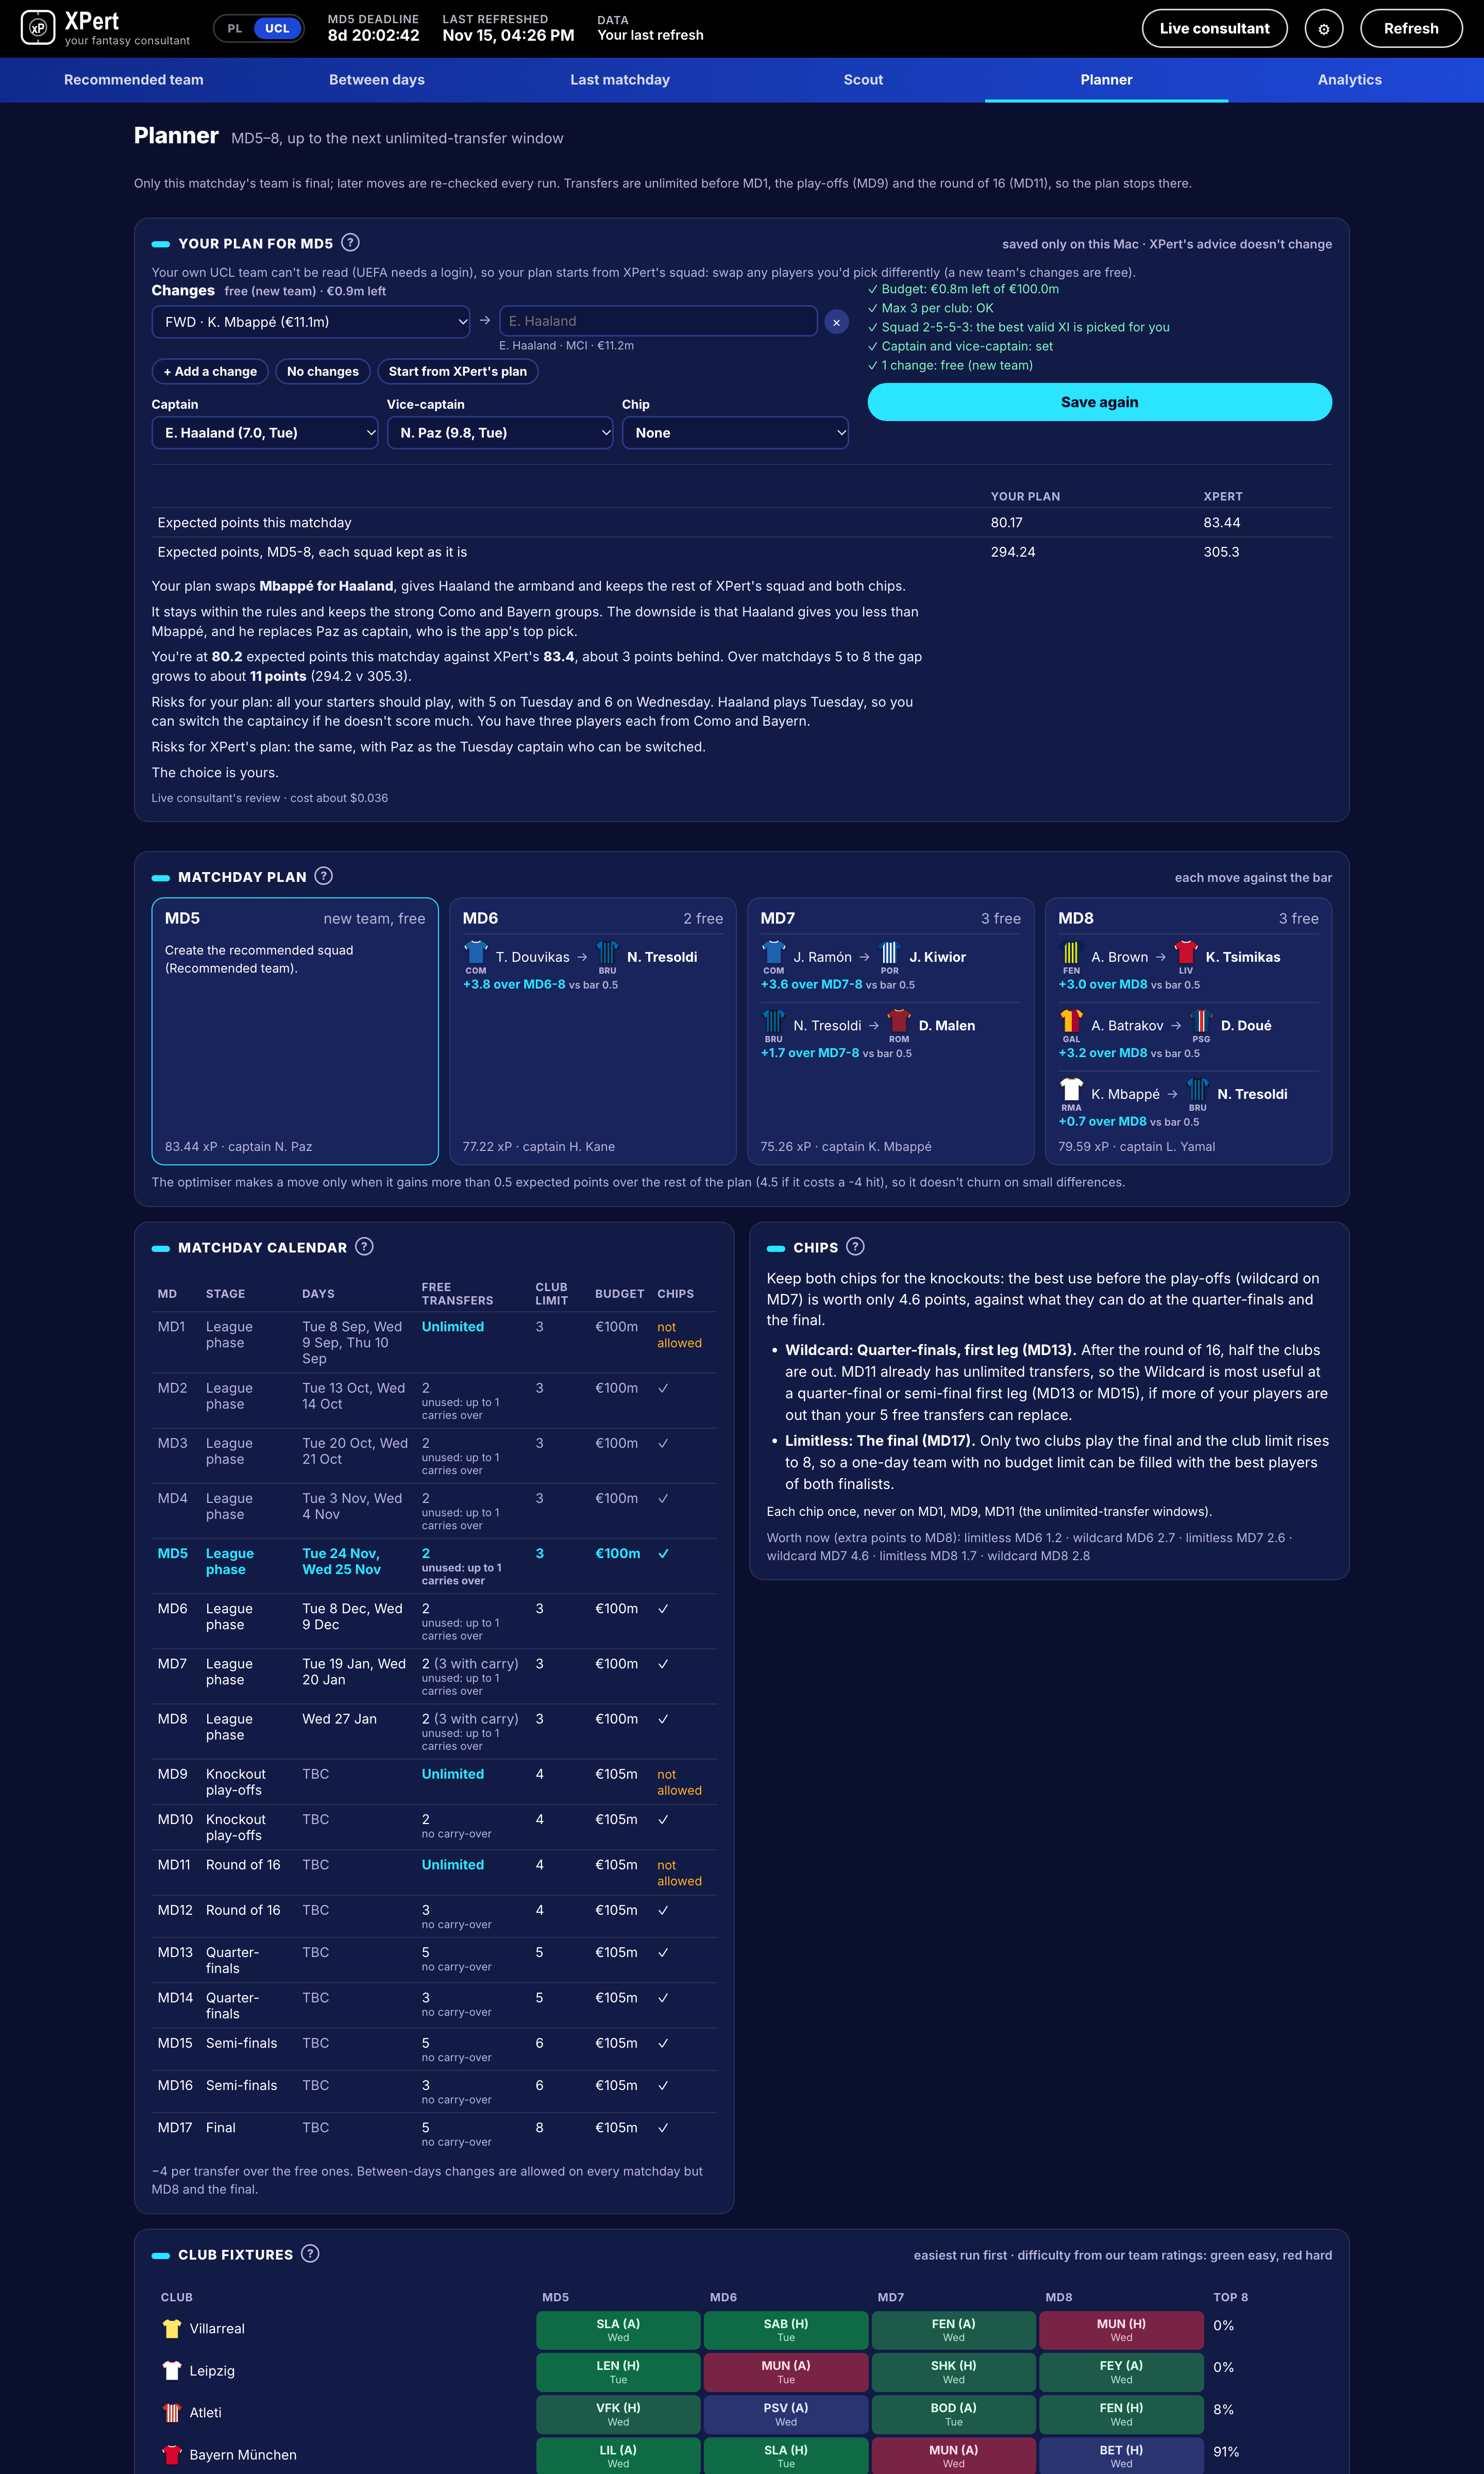 xP XPert
your fantasy consultant
PL UCL
MD5 DEADLINE
8d 20:02:42
LAST REFRESHED
Nov 15, 04:26 PM
DATA
Your last refresh
Live consultant
Refresh
Recommended team
Between days
Last matchday
Scout
Planner
Analytics
Planner MD5–8, up to the next unlimited-transfer window
Only this matchday's team is final; later moves are re-checked every run. Transfers are unlimited before MD1, the play-offs (MD9) and the round of 16 (MD11), so the plan stops there.
YOUR PLAN FOR MD5 ?
saved only on this Mac · XPert's advice doesn't change
Your own UCL team can't be read (UEFA needs a login), so your plan starts from XPert's squad: swap any players you'd pick differently (a new team's changes are free).
Changes free (new team) · €0.9m left
FWD · K. Mbappé (€11.1m) → E. Haaland ×
E. Haaland · MCI · €11.2m
+ Add a change
No changes
Start from XPert's plan
Captain
E. Haaland (7.0, Tue)
Vice-captain
N. Paz (9.8, Tue)
Chip
None
✓ Budget: €0.8m left of €100.0m
✓ Max 3 per club: OK
✓ Squad 2-5-5-3: the best valid XI is picked for you
✓ Captain and vice-captain: set
✓ 1 change: free (new team)
Save again
YOUR PLAN XPERT
Expected points this matchday 80.17 83.44
Expected points, MD5-8, each squad kept as it is 294.24 305.3
Your plan swaps Mbappé for Haaland, gives Haaland the armband and keeps the rest of XPert's squad and both chips.
It stays within the rules and keeps the strong Como and Bayern groups. The downside is that Haaland gives you less than
Mbappé, and he replaces Paz as captain, who is the app's top pick.
You're at 80.2 expected points this matchday against XPert's 83.4, about 3 points behind. Over matchdays 5 to 8 the gap
grows to about 11 points (294.2 v 305.3).
Risks for your plan: all your starters should play, with 5 on Tuesday and 6 on Wednesday. Haaland plays Tuesday, so you
can switch the captaincy if he doesn't score much. You have three players each from Como and Bayern.
Risks for XPert's plan: the same, with Paz as the Tuesday captain who can be switched.
The choice is yours.
Live consultant's review · cost about $0.036
MATCHDAY PLAN ?
each move against the bar
MD5 new team, free
Create the recommended squad
(Recommended team).
83.44 xP · captain N. Paz
MD6 2 free
COM T. Douvikas → BRU N. Tresoldi
+3.8 over MD6-8 vs bar 0.5
77.22 xP · captain H. Kane
MD7 3 free
COM J. Ramón → POR J. Kiwior
+3.6 over MD7-8 vs bar 0.5
BRU N. Tresoldi → ROM D. Malen
+1.7 over MD7-8 vs bar 0.5
75.26 xP · captain K. Mbappé
MD8 3 free
FEN A. Brown → LIV K. Tsimikas
+3.0 over MD8 vs bar 0.5
GAL A. Batrakov → PSG D. Doué
+3.2 over MD8 vs bar 0.5
RMA K. Mbappé → BRU N. Tresoldi
+0.7 over MD8 vs bar 0.5
79.59 xP · captain L. Yamal
The optimiser makes a move only when it gains more than 0.5 expected points over the rest of the plan (4.5 if it costs a -4 hit), so it doesn't churn on small differences.
MATCHDAY CALENDAR ?
MD STAGE DAYS FREE TRANSFERS CLUB LIMIT BUDGET CHIPS
MD1 League phase Tue 8 Sep, Wed 9 Sep, Thu 10 Sep Unlimited 3 €100m not allowed
MD2 League phase Tue 13 Oct, Wed 14 Oct 2 unused: up to 1 carries over 3 €100m ✓
MD3 League phase Tue 20 Oct, Wed 21 Oct 2 unused: up to 1 carries over 3 €100m ✓
MD4 League phase Tue 3 Nov, Wed 4 Nov 2 unused: up to 1 carries over 3 €100m ✓
MD5 League phase Tue 24 Nov, Wed 25 Nov 2 unused: up to 1 carries over 3 €100m ✓
MD6 League phase Tue 8 Dec, Wed 9 Dec 2 unused: up to 1 carries over 3 €100m ✓
MD7 League phase Tue 19 Jan, Wed 20 Jan 2 (3 with carry) unused: up to 1 carries over 3 €100m ✓
MD8 League phase Wed 27 Jan 2 (3 with carry) unused: up to 1 carries over 3 €100m ✓
MD9 Knockout play-offs TBC Unlimited 4 €105m not allowed
MD10 Knockout play-offs TBC 2 no carry-over 4 €105m ✓
MD11 Round of 16 TBC Unlimited 4 €105m not allowed
MD12 Round of 16 TBC 3 no carry-over 4 €105m ✓
MD13 Quarter-finals TBC 5 no carry-over 5 €105m ✓
MD14 Quarter-finals TBC 3 no carry-over 5 €105m ✓
MD15 Semi-finals TBC 5 no carry-over 6 €105m ✓
MD16 Semi-finals TBC 3 no carry-over 6 €105m ✓
MD17 Final TBC 5 no carry-over 8 €105m ✓
−4 per transfer over the free ones. Between-days changes are allowed on every matchday but
MD8 and the final.
CHIPS ?
Keep both chips for the knockouts: the best use before the play-offs (wildcard on
MD7) is worth only 4.6 points, against what they can do at the quarter-finals and
the final.
• Wildcard: Quarter-finals, first leg (MD13). After the round of 16, half the clubs
are out. MD11 already has unlimited transfers, so the Wildcard is most useful at
a quarter-final or semi-final first leg (MD13 or MD15), if more of your players are
out than your 5 free transfers can replace.
• Limitless: The final (MD17). Only two clubs play the final and the club limit rises
to 8, so a one-day team with no budget limit can be filled with the best players
of both finalists.
Each chip once, never on MD1, MD9, MD11 (the unlimited-transfer windows).
Worth now (extra points to MD8): limitless MD6 1.2 · wildcard MD6 2.7 · limitless MD7 2.6 ·
wildcard MD7 4.6 · limitless MD8 1.7 · wildcard MD8 2.8
CLUB FIXTURES ?
easiest run first · difficulty from our team ratings: green easy, red hard
CLUB MD5 MD6 MD7 MD8 TOP 8
Villarreal SLA (A) Wed SAB (H) Tue FEN (A) Wed MUN (H) Wed 0%
Leipzig LEN (H) Tue MUN (A) Tue SHK (H) Wed FEY (A) Wed 0%
Atleti VFK (H) Wed PSV (A) Wed BOD (A) Tue FEN (H) Wed 8%
Bayern München LIL (A) Wed SLA (H) Tue MUN (A) Wed BET (H) Wed 91%